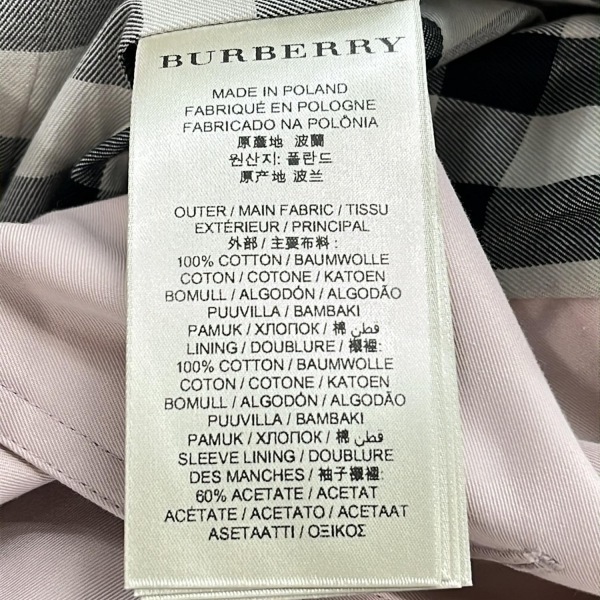 BURBERRY
MADE IN POLAND
FABRIQUÉ EN POLOGNE
FABRICADO NA POLÔNIA
原產地 波蘭
원산지: 폴란드
原产地 波兰
OUTER / MAIN FABRIC / TISSU
EXTÉRIEUR / PRINCIPAL
外部 / 主要布料 :
100% COTTON / BAUMWOLLE
COTON / COTONE / KATOEN
BOMULL / ALGODÓN / ALGODÃO
PUUVILLA / BAMBAKI
PAMUK / ХЛОПОК / 棉 قطن
LINING / DOUBLURE / 襯裡:
100% COTTON / BAUMWOLLE
COTON / COTONE / KATOEN
BOMULL / ALGODÓN / ALGODÃO
PUUVILLA / BAMBAKI
PAMUK / ХЛОПОК / 棉 قطن
SLEEVE LINING / DOUBLURE
DES MANCHES / 袖子襯裡:
60% ACETATE / ACETAT
ACÉTATE / ACETATO / ACETAAT
ASETAATTI / ΟΞΙΚΟΣ